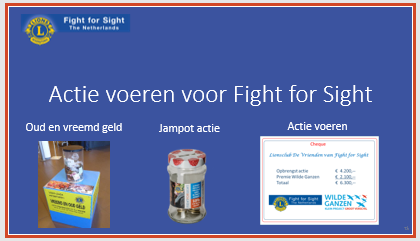 Fight for Sight
The Netherlands
Actie voeren voor Fight for Sight
Oud en vreemd geld
Jampot actie
Actie voeren
Cheque
Lionsclub De Vrienden van Fight for Sight
Opbrengst actie € 4.200,-
Premie Wilde Ganzen € 2.100,-
Totaal € 6.300,-
Fight for Sight
WILDE
GANZEN